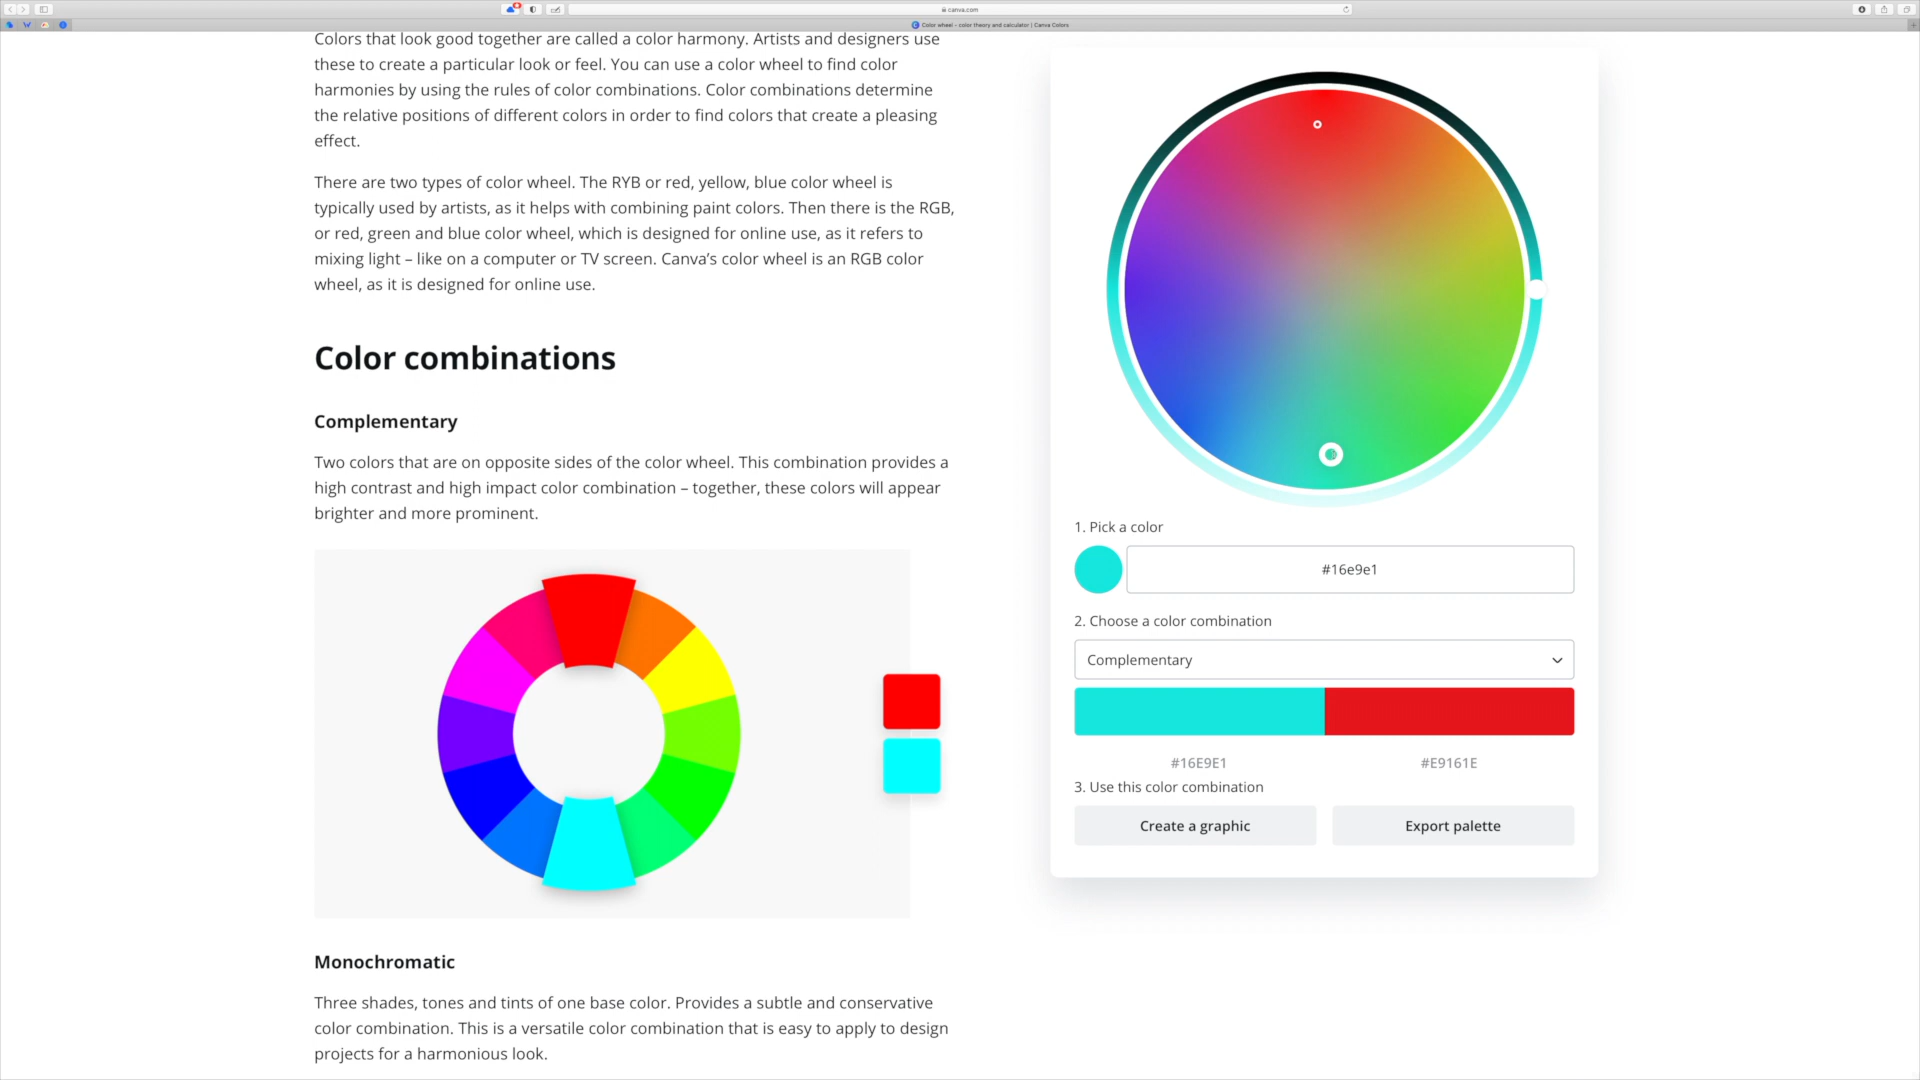 canva.com
Color wheel - color theory and calculator | Canva Colors
Colors that look good together are called a color harmony. Artists and designers use
these to create a particular look or feel. You can use a color wheel to find color
harmonies by using the rules of color combinations. Color combinations determine
the relative positions of different colors in order to find colors that create a pleasing
effect.
There are two types of color wheel. The RYB or red, yellow, blue color wheel is
typically used by artists, as it helps with combining paint colors. Then there is the RGB,
or red, green and blue color wheel, which is designed for online use, as it refers to
mixing light – like on a computer or TV screen. Canva’s color wheel is an RGB color
wheel, as it is designed for online use.
Color combinations
Complementary
Two colors that are on opposite sides of the color wheel. This combination provides a
high contrast and high impact color combination – together, these colors will appear
brighter and more prominent.
Monochromatic
Three shades, tones and tints of one base color. Provides a subtle and conservative
color combination. This is a versatile color combination that is easy to apply to design
projects for a harmonious look.
1. Pick a color
#16e9e1
2. Choose a color combination
Complementary
#16E9E1
#E9161E
3. Use this color combination
Create a graphic
Export palette